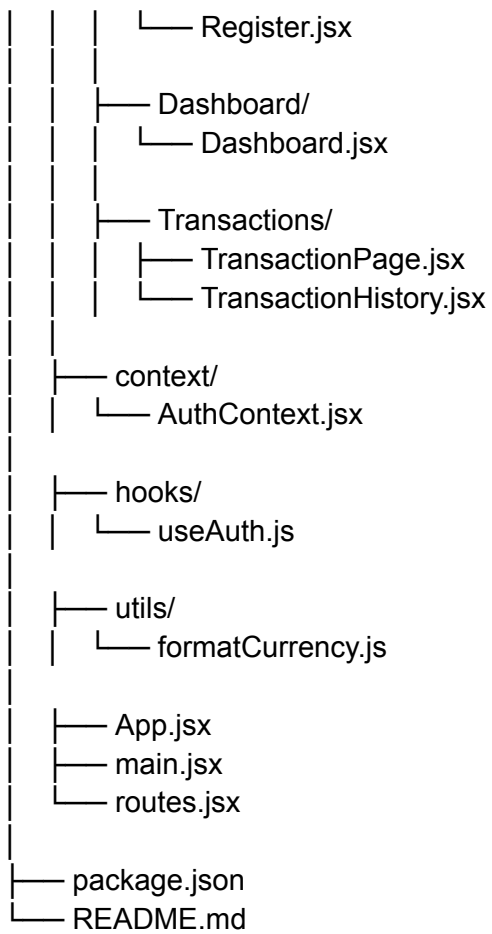 │   │   │   └── Register.jsx
│   │   │
│   │   ├── Dashboard/
│   │   │   └── Dashboard.jsx
│   │   │
│   │   ├── Transactions/
│   │   │   ├── TransactionPage.jsx
│   │   │   └── TransactionHistory.jsx
│   │
│   ├── context/
│   │   └── AuthContext.jsx
│
│   ├── hooks/
│   │   └── useAuth.js
│
│   ├── utils/
│   │   └── formatCurrency.js
│
│   ├── App.jsx
│   ├── main.jsx
│   └── routes.jsx
│
├── package.json
└── README.md